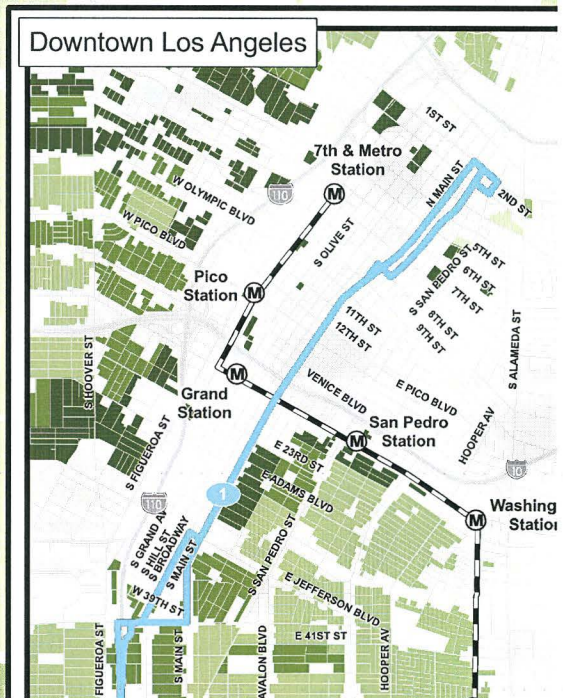 Downtown Los Angeles
1ST ST
7th & Metro
Station
N MAIN ST
2ND ST
W OLYMPIC BLVD
110
W PICO BLVD
S OLIVE ST
5TH ST
6TH ST
7TH ST
8TH ST
9TH ST
S SAN PEDRO ST
Pico
Station
11TH ST
12TH ST
S ALAMEDA ST
S HOOVER ST
VENICE BLVD
E PICO BLVD
Grand
Station
San Pedro
Station
HOOPER AV
S FIGUEROA ST
E 23RD ST
10
E ADAMS BLVD
1
110
Washing
Station
S GRAND AV
S HILL ST
S BROADWAY
S MAIN ST
S SAN PEDRO ST
W 39TH ST
E JEFFERSON BLVD
FIGUEROA ST
S MAIN ST
AVALON BLVD
E 41ST ST
HOOPER AV
M
M
M
M
M